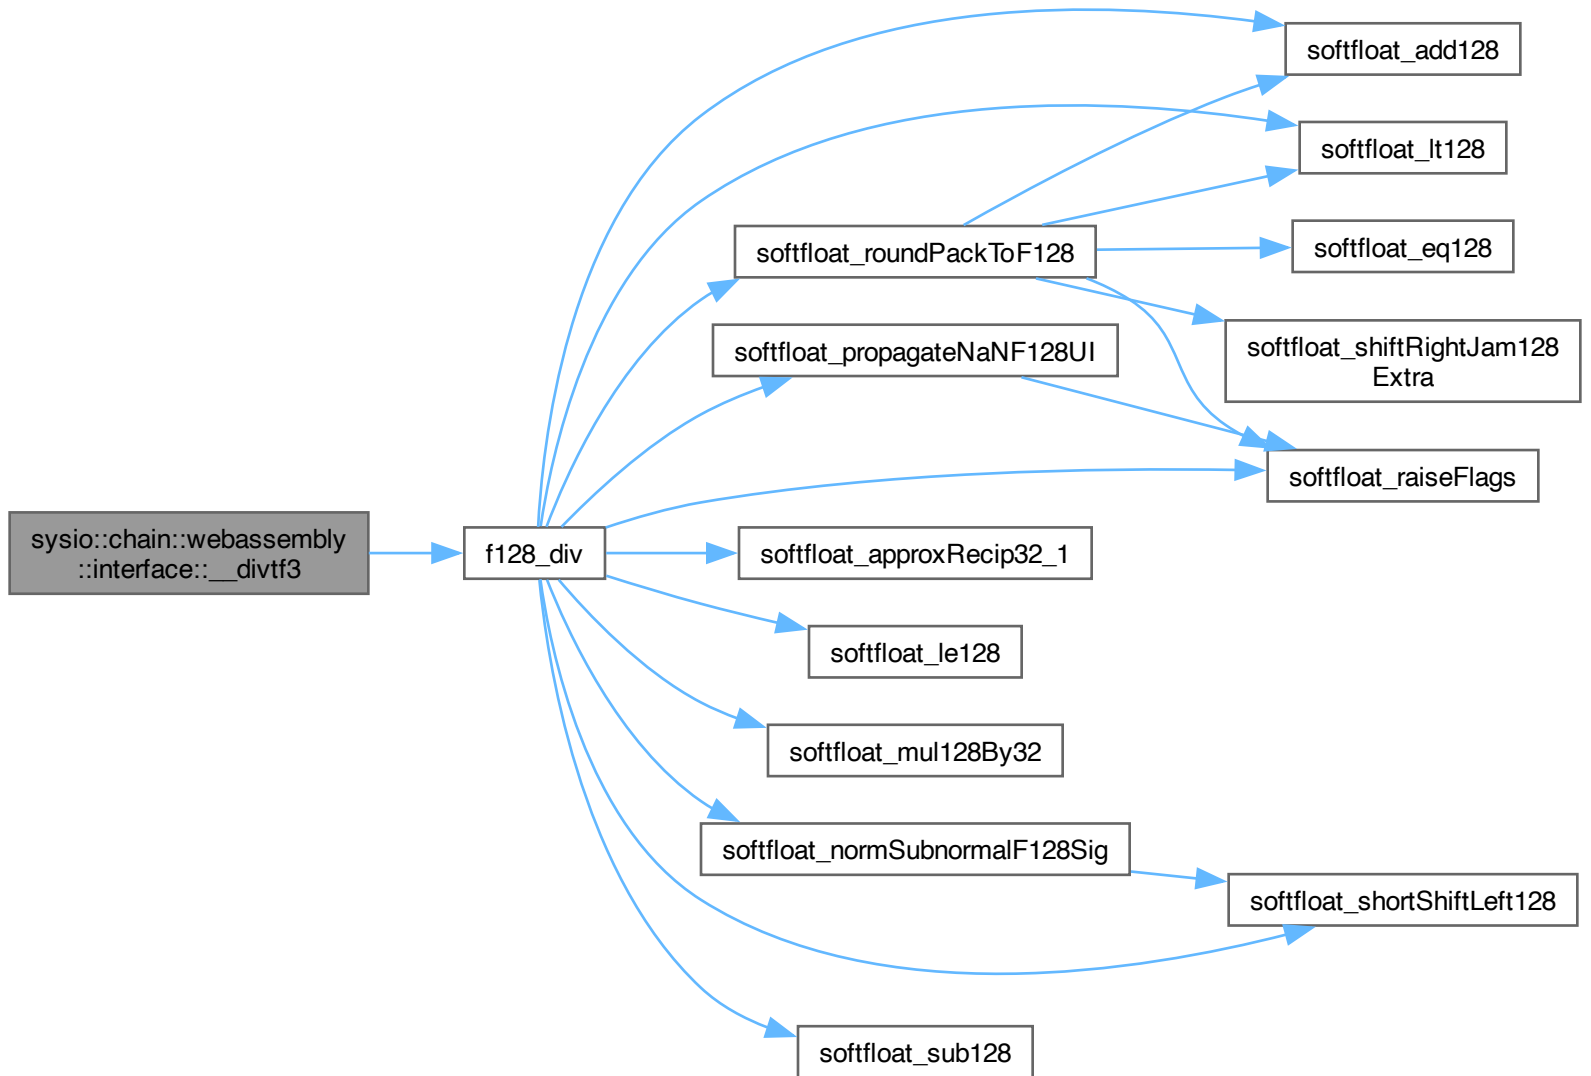 softfloat_add128
softfloat_lt128
softfloat_roundPackToF128
softfloat_eq128
softfloat_propagateNaNF128UI
softfloat_shiftRightJam128
Extra
softfloat_raiseFlags
sysio::chain::webassembly
::interface::__divtf3
f128_div
softfloat_approxRecip32_1
softfloat_le128
softfloat_mul128By32
softfloat_normSubnormalF128Sig
softfloat_shortShiftLeft128
softfloat_sub128